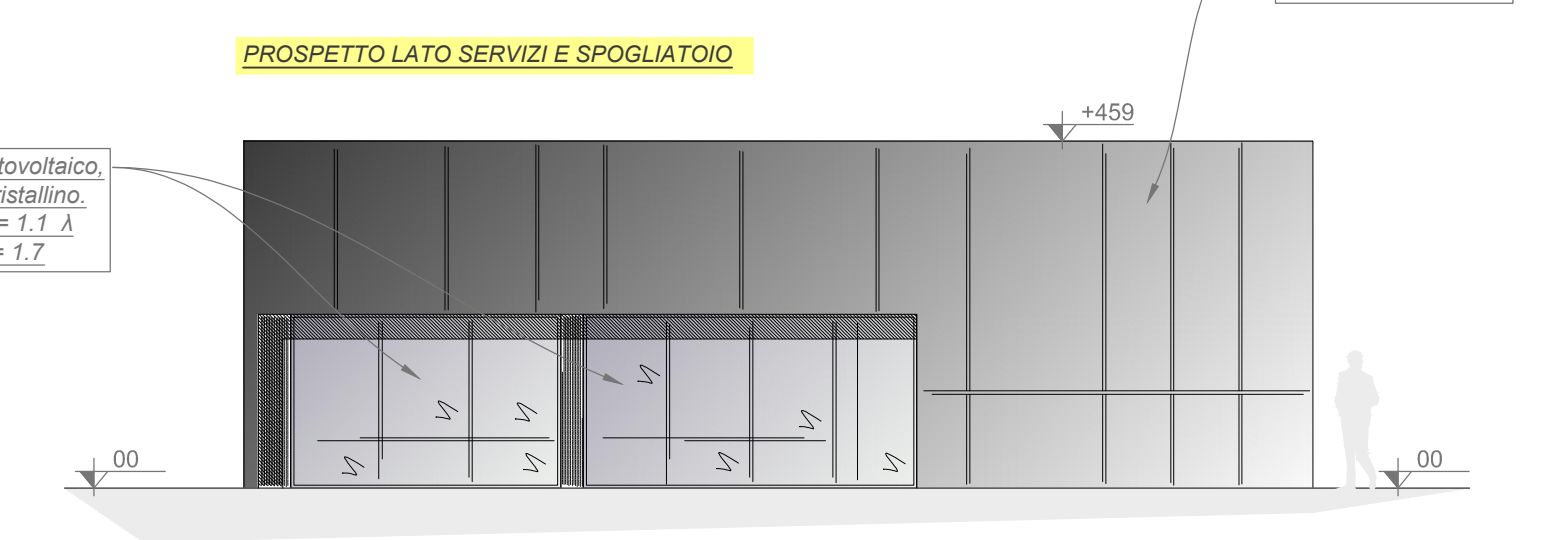 PROSPETTO LATO SERVIZI E SPOGLIATOIO
+459
tovoltaico,
ristallino.
= 1.1 λ
= 1.7
00
00